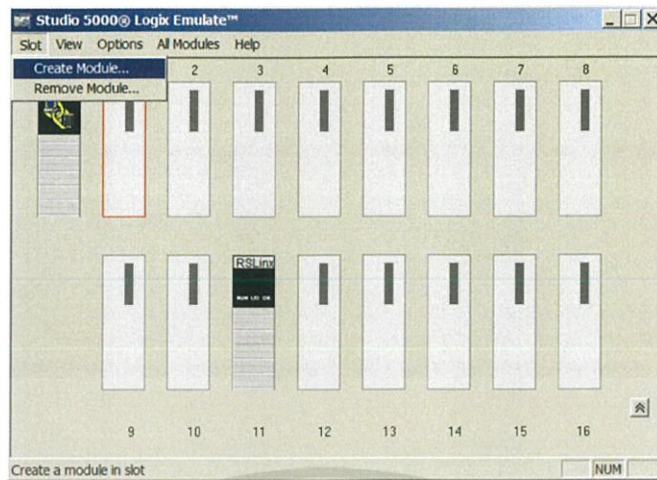 Studio 5000® Logix Emulate™
Slot View Options All Modules Help
Create Module...
Remove Module...
2 3 4 5 6 7 8
RSLinx
9 10 11 12 13 14 15 16
Create a module in slot
NUM